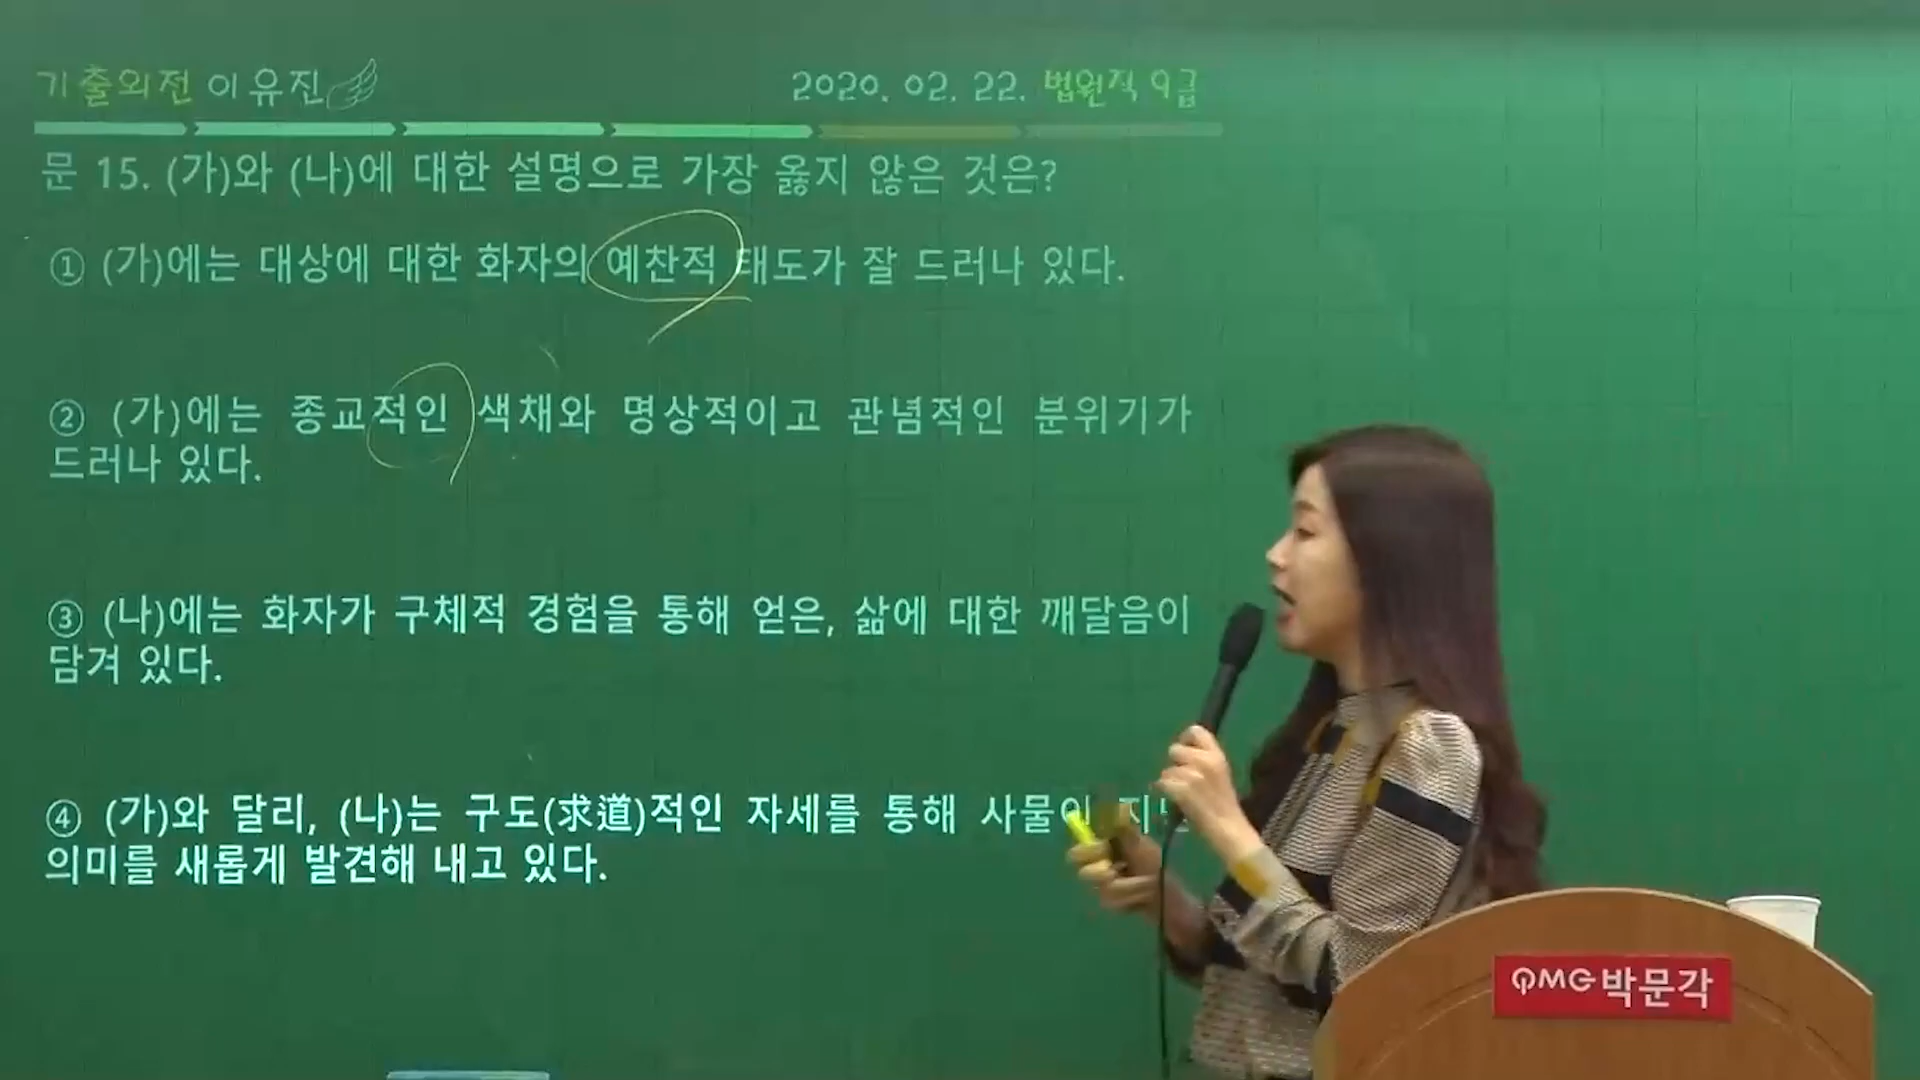 기출외전 이유진
2020. 02. 22. 법원직 9급
문 15. (가)와 (나)에 대한 설명으로 가장 옳지 않은 것은?
① (가)에는 대상에 대한 화자의 예찬적 태도가 잘 드러나 있다.
② (가)에는 종교적인 색채와 명상적이고 관념적인 분위기가
드러나 있다.
③ (나)에는 화자가 구체적 경험을 통해 얻은, 삶에 대한 깨달음이
담겨 있다.
④ (가)와 달리, (나)는 구도(求道)적인 자세를 통해 사물이
의미를 새롭게 발견해 내고 있다.
PMG 박문각